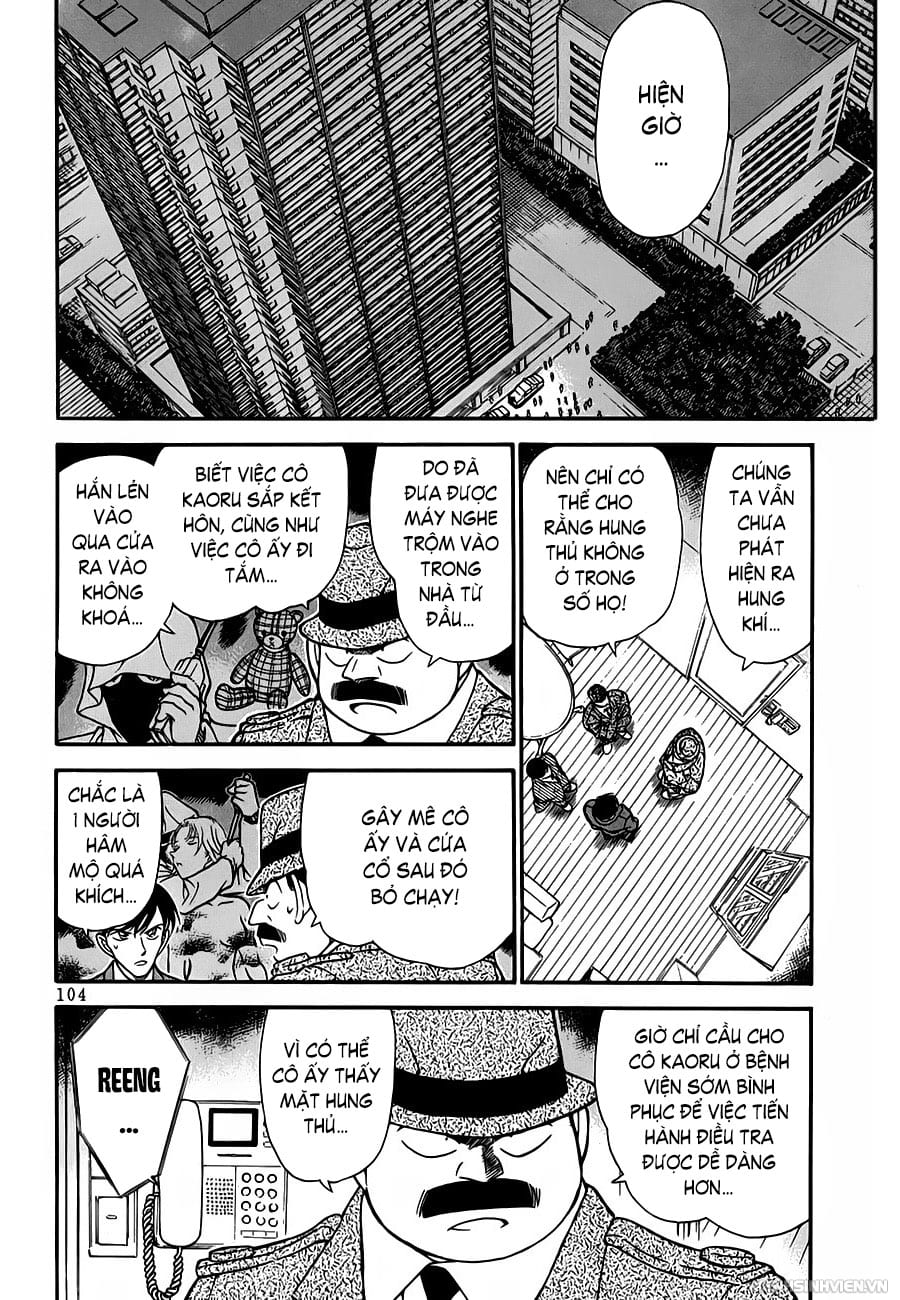 HIỆN
GIỜ
...
CHÚNG
TA VẪN
CHƯA
PHÁT
HIỆN RA
HUNG
KHÍ...
NÊN CHỈ CÓ
THỂ CHO
RẰNG HUNG
THỦ KHÔNG
Ở TRONG
SỐ HỌ!
DO ĐÃ
ĐƯA ĐƯỢC
MÁY NGHE
TRỘM VÀO
TRONG
NHÀ TỪ
ĐẦU...
BIẾT VIỆC CÔ
KAORU SẮP KẾT
HÔN, CŨNG NHƯ
VIỆC CÔ ẤY ĐI
TẮM...
HẮN LẺN
VÀO
QUA CỬA
RA VÀO
KHÔNG
KHOÁ...
GÂY MÊ CÔ
ẤY VÀ CỨA
CỔ SAU ĐÓ
BỎ CHẠY!
CHẮC LÀ
1 NGƯỜI
HÂM
MỘ QUÁ
KHÍCH...
104
GIỜ CHỈ CẦU CHO
CÔ KAORU Ở BỆNH
VIỆN SỚM BÌNH
PHỤC ĐỂ VIỆC TIẾN
HÀNH ĐIỀU TRA
ĐƯỢC DỄ DÀNG
HƠN...
VÌ CÓ THỂ
CÔ ẤY THẤY
MẶT HUNG
THỦ...
REENG
...